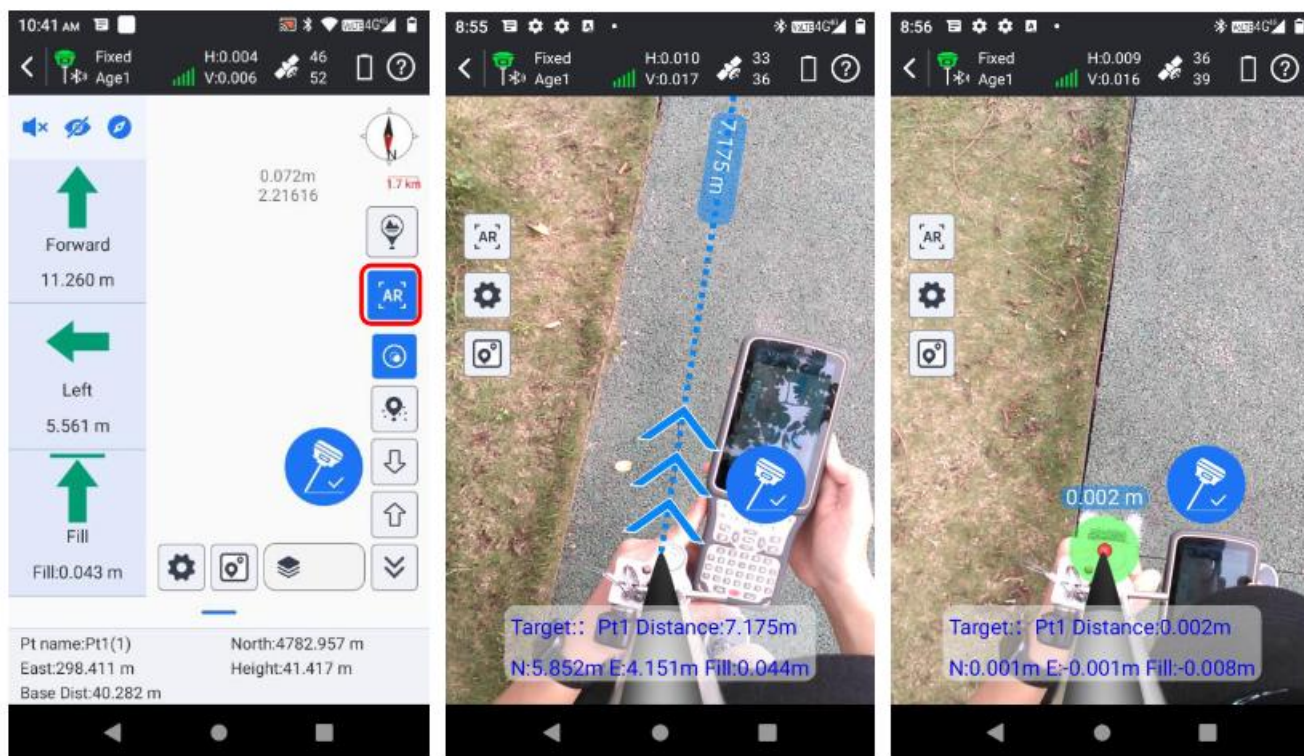 10:41 AM
4G
Fixed
Age1
H:0.004
V:0.006
46
52
N
0.072m
2.21616
1.7 km
Forward
11.260 m
AR
Left
5.561 m
Fill
Fill:0.043 m
Pt name:Pt1(1)
North:4782.957 m
East:298.411 m
Height:41.417 m
Base Dist:40.282 m
8:55
4G
Fixed
Age1
H:0.010
V:0.017
33
36
7.175 m
AR
Target:: Pt1 Distance:7.175m
N:5.852m E:4.151m Fill:0.044m
8:56
4G
Fixed
Age1
H:0.009
V:0.016
36
39
AR
0.002 m
Target:: Pt1 Distance:0.002m
N:0.001m E:-0.001m Fill:-0.008m